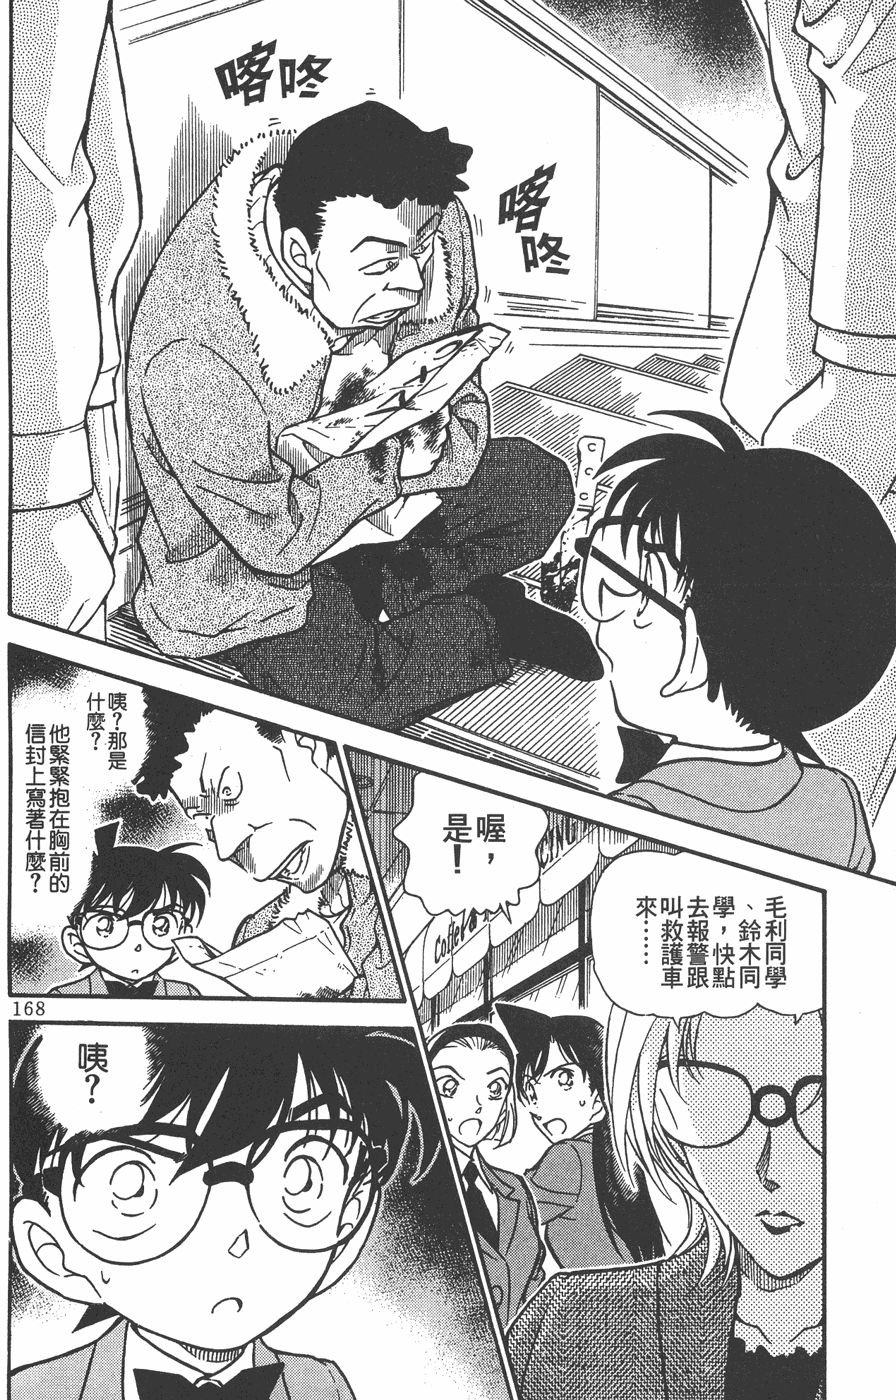 喀咚
喀咚
毛利同學
、鈴木同
學，快點
去報警跟
叫救護車
來……
喔，
是！
Coffee
咦？那是
什麼？
他緊緊抱在胸前的
信封上寫著什麼？
168
咦？